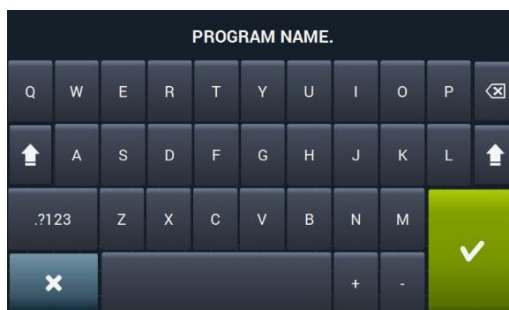 PROGRAM NAME.
Q W E R T Y U I O P
A S D F G H J K L
.?123 Z X C V B N M
+ -